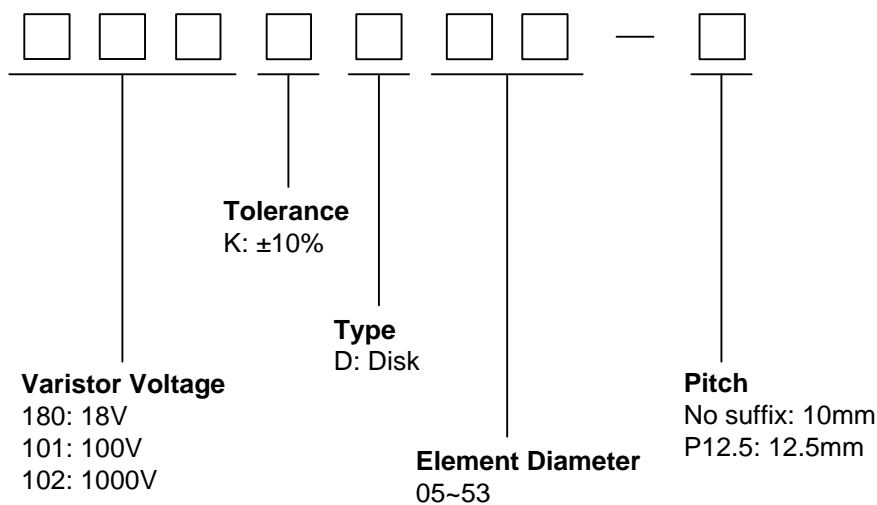 Tolerance
K: ±10%
Type
D: Disk
Varistor Voltage
180: 18V
101: 100V
102: 1000V
Pitch
No suffix: 10mm
P12.5: 12.5mm
Element Diameter
05~53